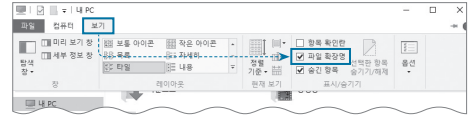 내 PC
파일 컴퓨터 보기
미리 보기 창
세부 정보 창
탐색
창
보통 아이콘 작은 아이콘
목록 자세히
타일 내용
정렬
기준
항목 확인란
파일 확장명
숨긴 항목
선택한 항목
숨기기/해제
옵션
창 레이아웃 현재 보기 표시/숨기기
내 PC